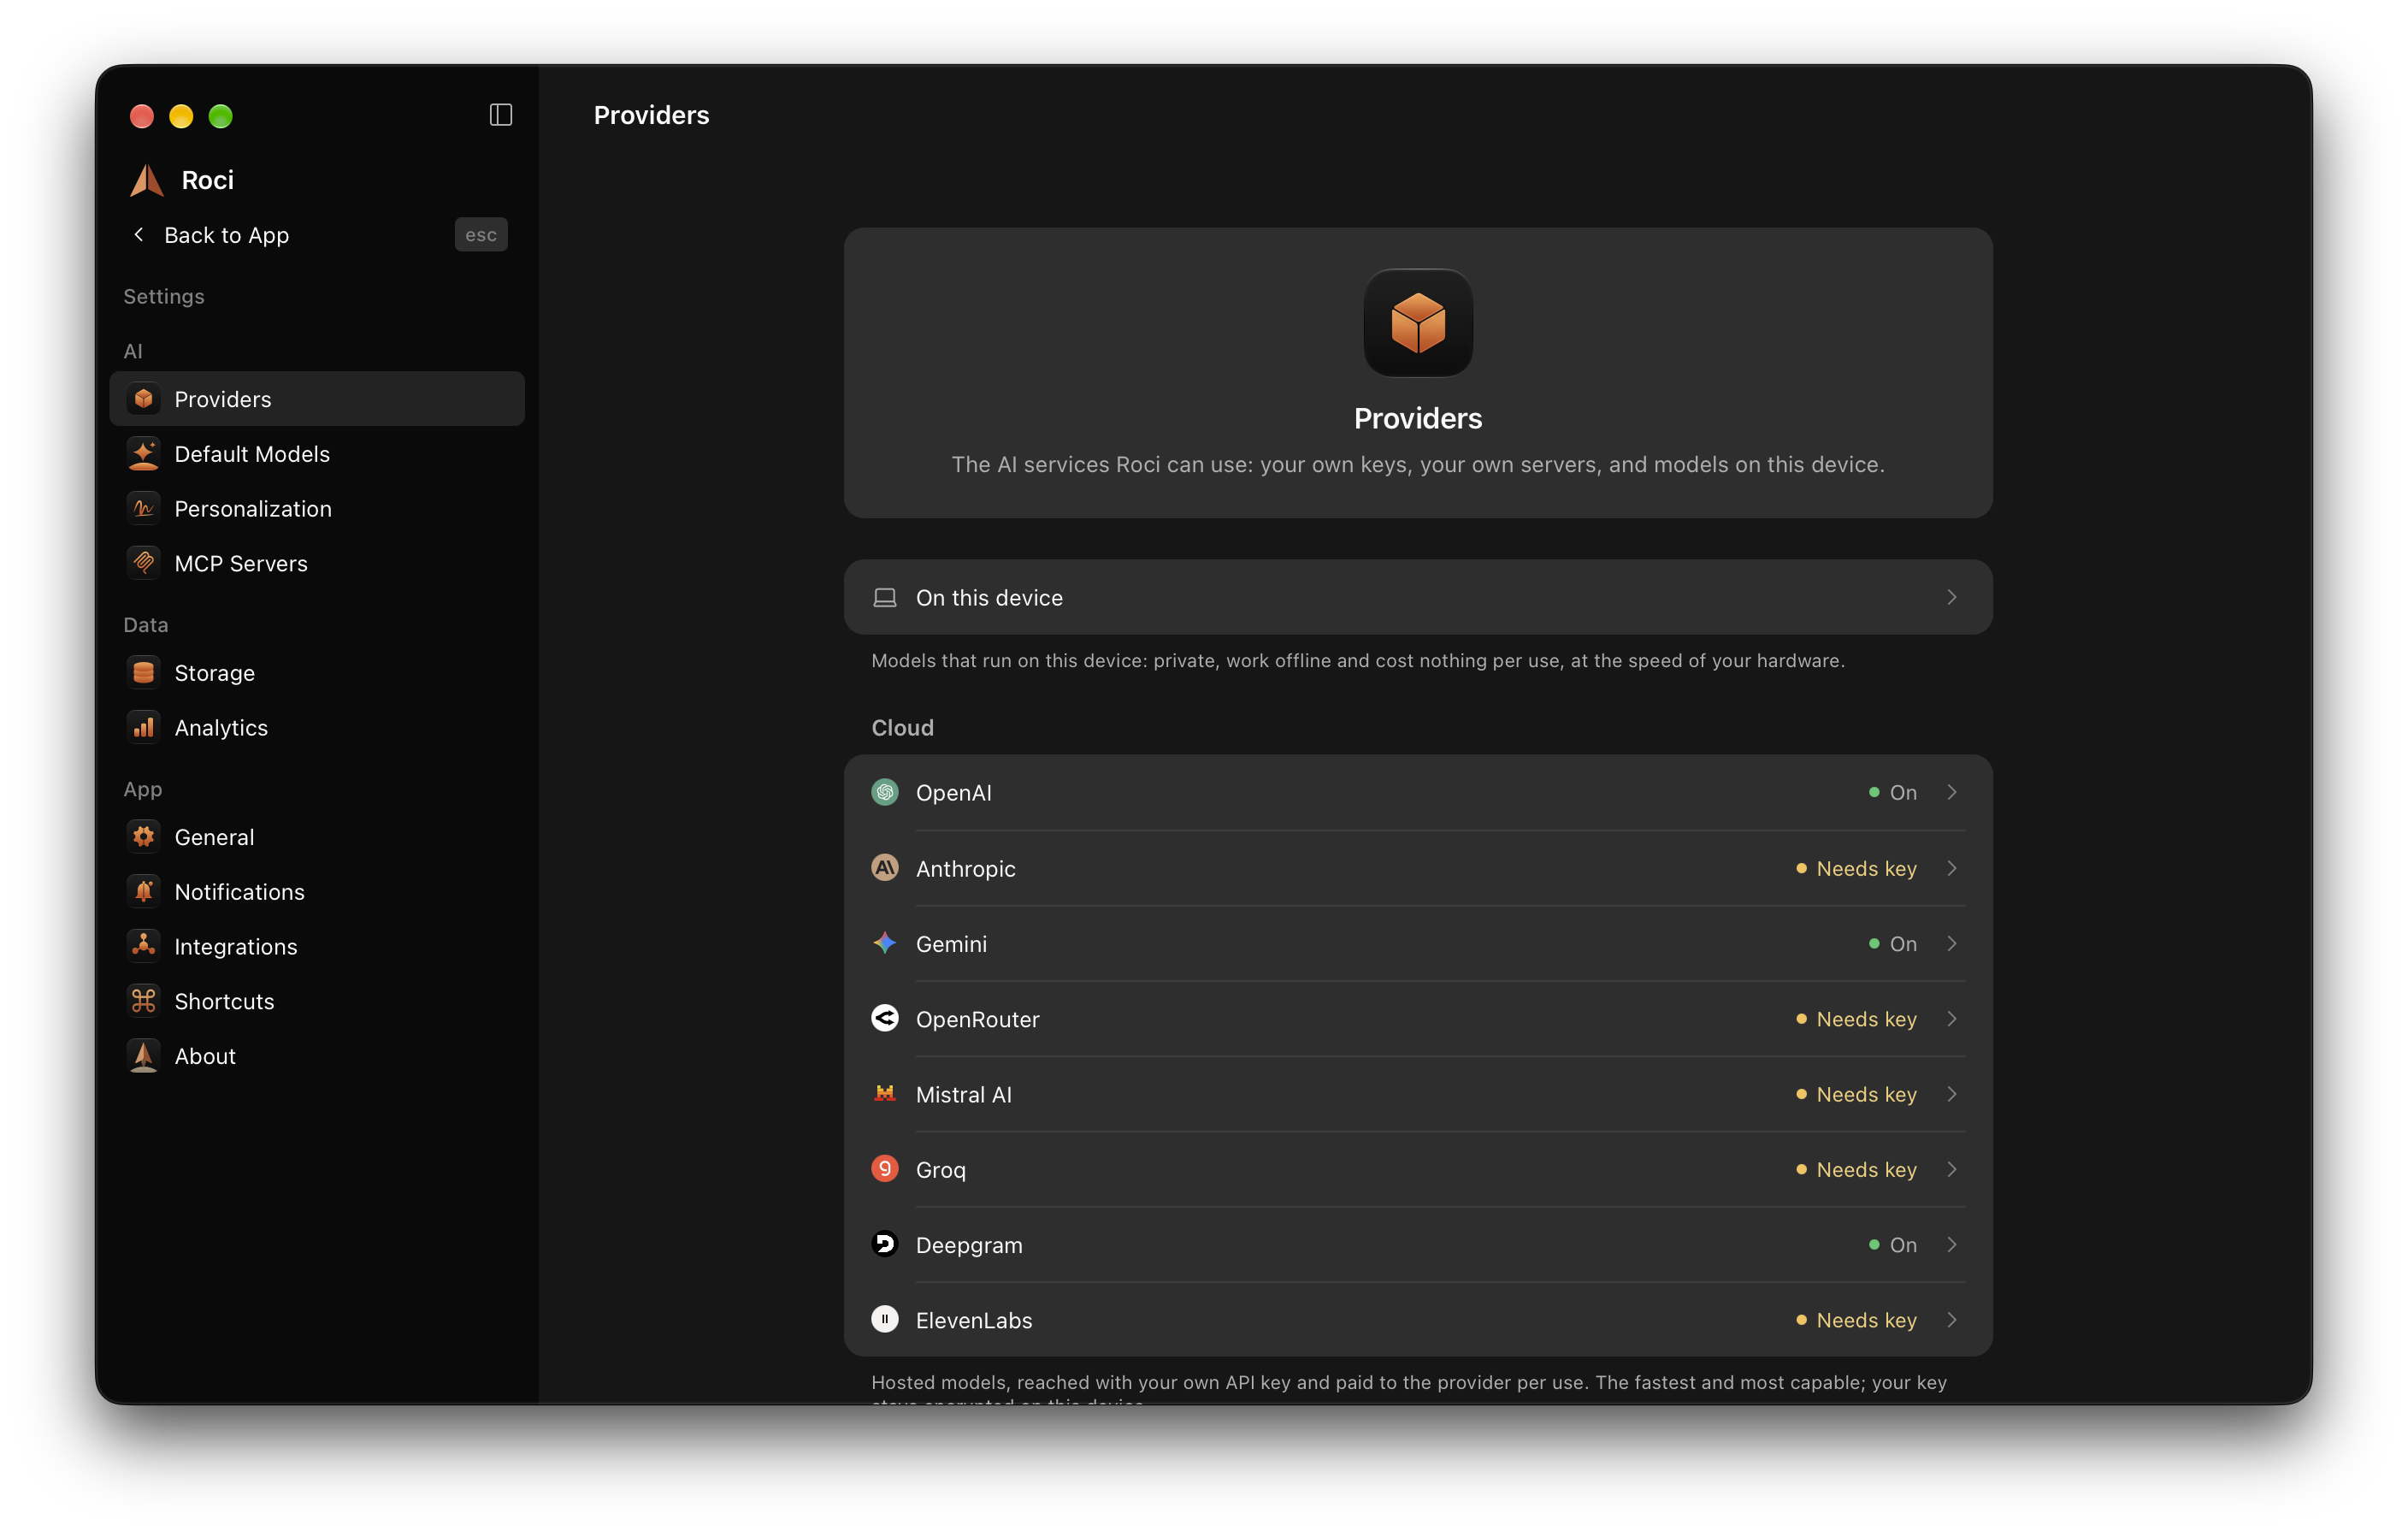 Roci
Back to App
esc
Settings
AI
Providers
Default Models
Personalization
MCP Servers
Data
Storage
Analytics
App
General
Notifications
Integrations
Shortcuts
About
Providers
Providers
The AI services Roci can use: your own keys, your own servers, and models on this device.
On this device
Models that run on this device: private, work offline and cost nothing per use, at the speed of your hardware.
Cloud
OpenAI On
Anthropic Needs key
Gemini On
OpenRouter Needs key
Mistral AI Needs key
Groq Needs key
Deepgram On
ElevenLabs Needs key
Hosted models, reached with your own API key and paid to the provider per use. The fastest and most capable; your key
stays encrypted on this device